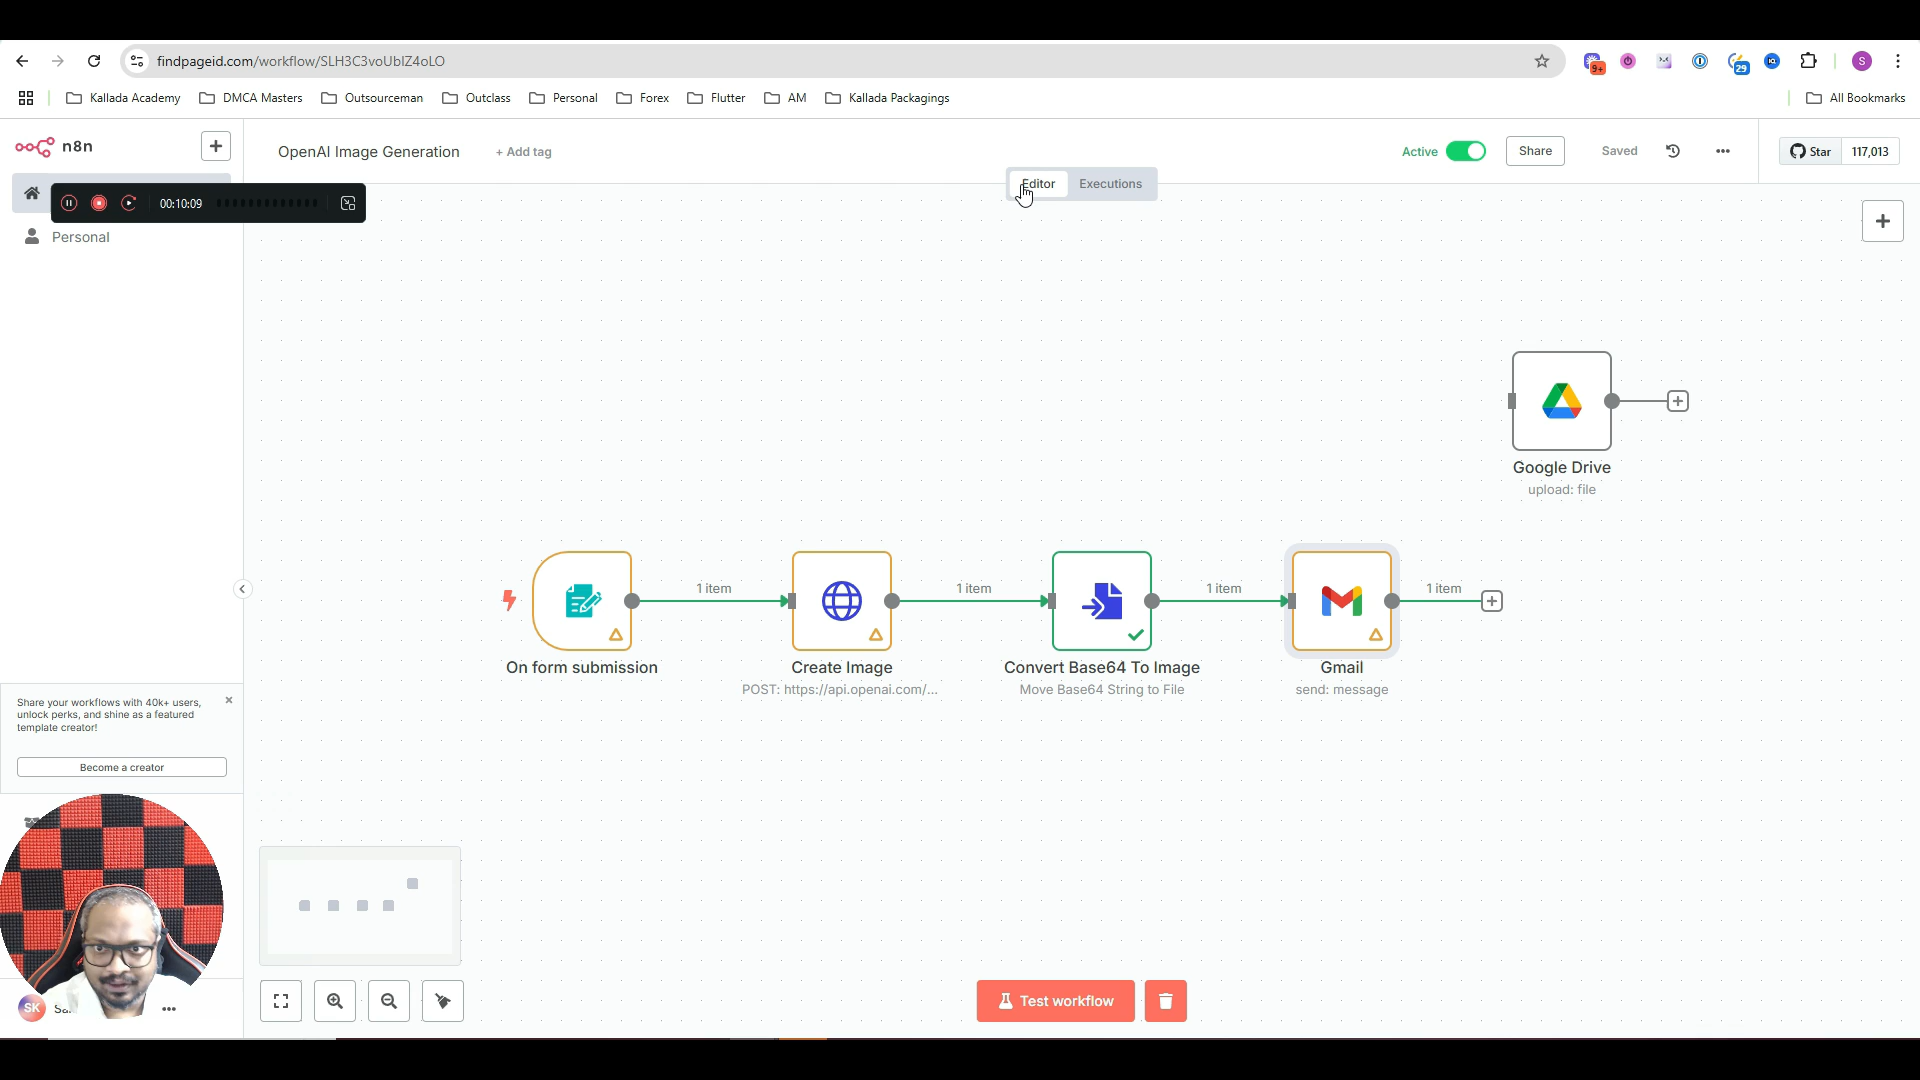 findpageid.com/workflow/SLH3C3voUbIZ4oLO
9+
29
S
Kallada Academy
DMCA Masters
Outsourceman
Outclass
Personal
Forex
Flutter
AM
Kallada Packagings
All Bookmarks
n8n
OpenAI Image Generation
+ Add tag
Active
Share
Saved
Star
117,013
Editor
Executions
00:10:09
Personal
Google Drive
upload: file
1 item
1 item
1 item
1 item
On form submission
Create Image
POST: https://api.openai.com/...
Convert Base64 To Image
Move Base64 String to File
Gmail
send: message
Share your workflows with 40k+ users,
unlock perks, and shine as a featured
template creator!
Become a creator
SK
Test workflow